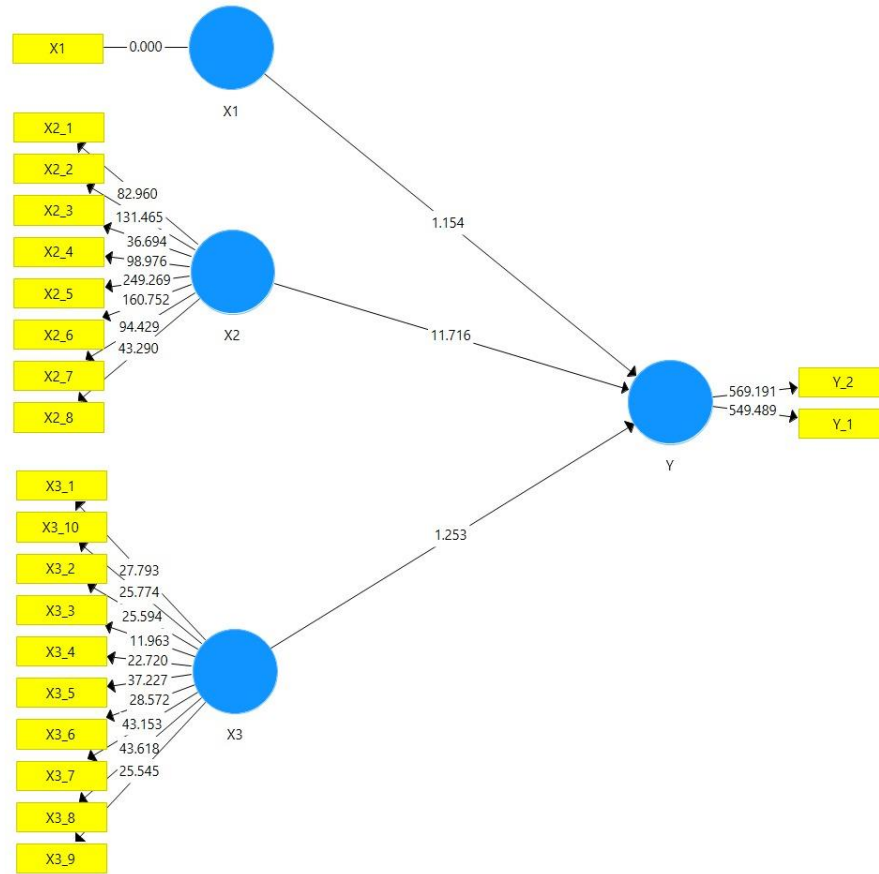 X1
0.000
X1
X2_1
X2_2
X2_3
X2_4
X2_5
X2_6
X2_7
X2_8
82.960
131.465
36.694
98.976
249.269
160.752
94.429
43.290
X2
1.154
11.716
1.253
569.191
549.489
Y_2
Y_1
Y
X3_1
X3_10
X3_2
X3_3
X3_4
X3_5
X3_6
X3_7
X3_8
X3_9
27.793
25.774
25.594
11.963
22.720
37.227
28.572
43.153
43.618
25.545
X3